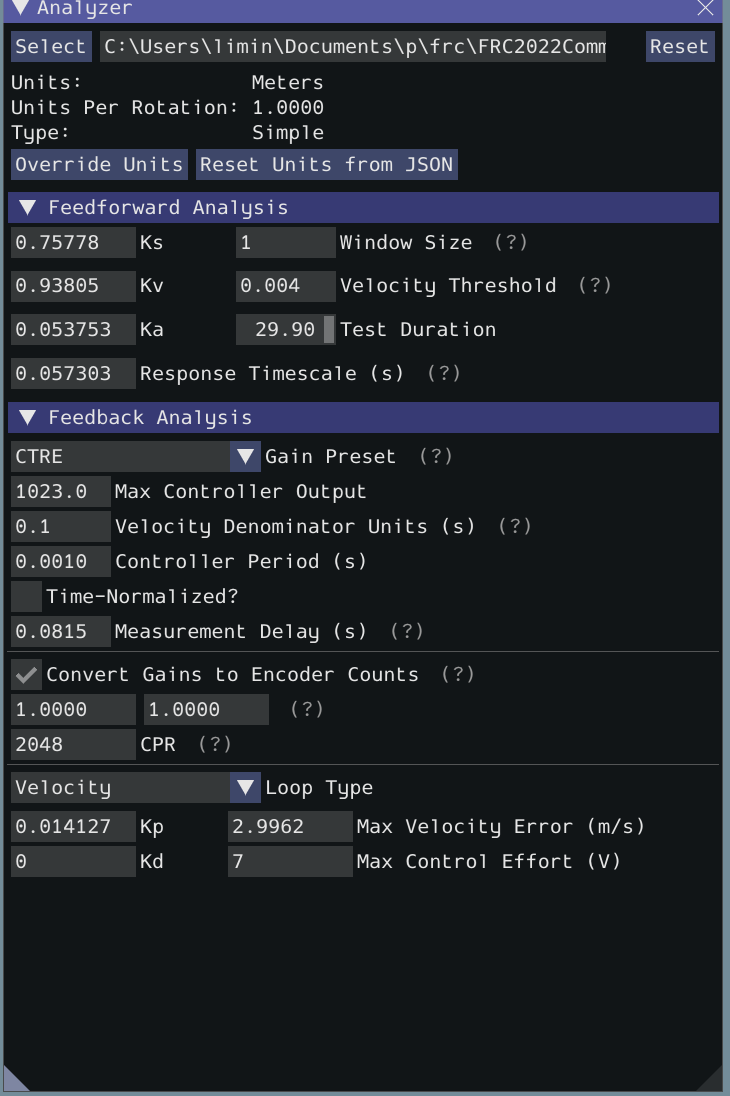 Analyzer
Select C:\Users\limin\Documents\p\frc\FRC2022Comm Reset
Units: Meters
Units Per Rotation: 1.0000
Type: Simple
Override Units Reset Units from JSON
Feedforward Analysis
0.75778 Ks 1 Window Size (?)
0.93805 Kv 0.004 Velocity Threshold (?)
0.053753 Ka 29.90 Test Duration
0.057303 Response Timescale (s) (?)
Feedback Analysis
CTRE Gain Preset (?)
1023.0 Max Controller Output
0.1 Velocity Denominator Units (s) (?)
0.0010 Controller Period (s)
Time-Normalized?
0.0815 Measurement Delay (s) (?)
Convert Gains to Encoder Counts (?)
1.0000 1.0000 (?)
2048 CPR (?)
Velocity Loop Type
0.014127 Kp 2.9962 Max Velocity Error (m/s)
0 Kd 7 Max Control Effort (V)